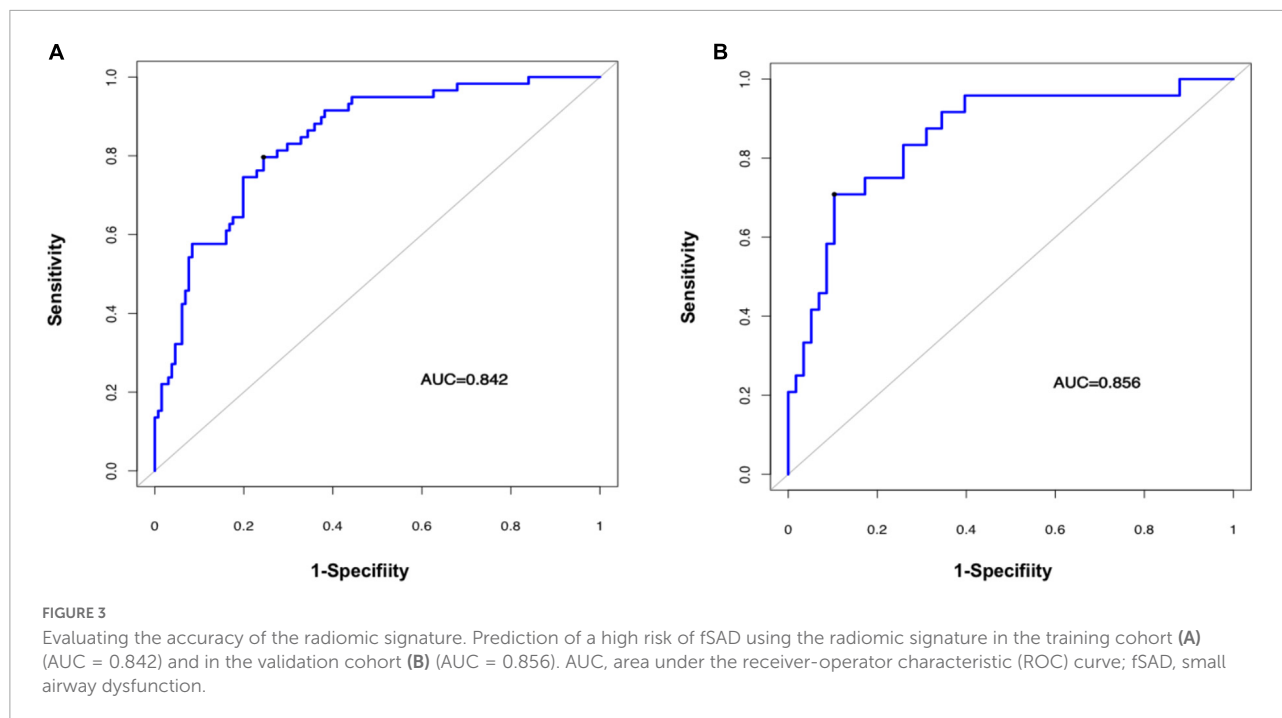 A
Sensitivity
0.0
0.2
0.4
0.6
0.8
1.0
AUC=0.842
0 0.2 0.4 0.6 0.8 1
1-Specifiity
B
Sensitivity
0.0
0.2
0.4
0.6
0.8
1.0
AUC=0.856
0 0.2 0.4 0.6 0.8 1
1-Specifiity
FIGURE 3
Evaluating the accuracy of the radiomic signature. Prediction of a high risk of fSAD using the radiomic signature in the training cohort (A)
(AUC = 0.842) and in the validation cohort (B) (AUC = 0.856). AUC, area under the receiver-operator characteristic (ROC) curve; fSAD, small
airway dysfunction.